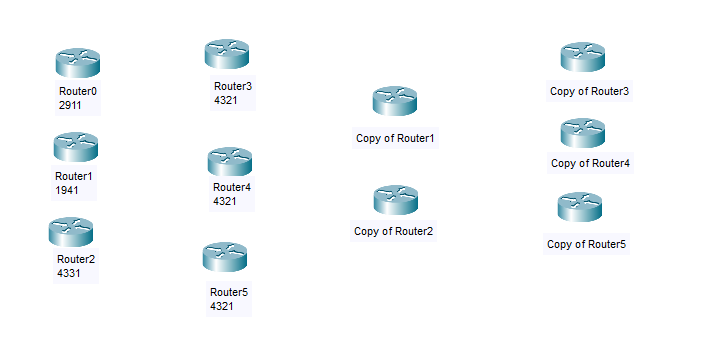 Router0
2911
Router1
1941
Router2
4331
Router3
4321
Router4
4321
Router5
4321
Copy of Router1
Copy of Router2
Copy of Router3
Copy of Router4
Copy of Router5